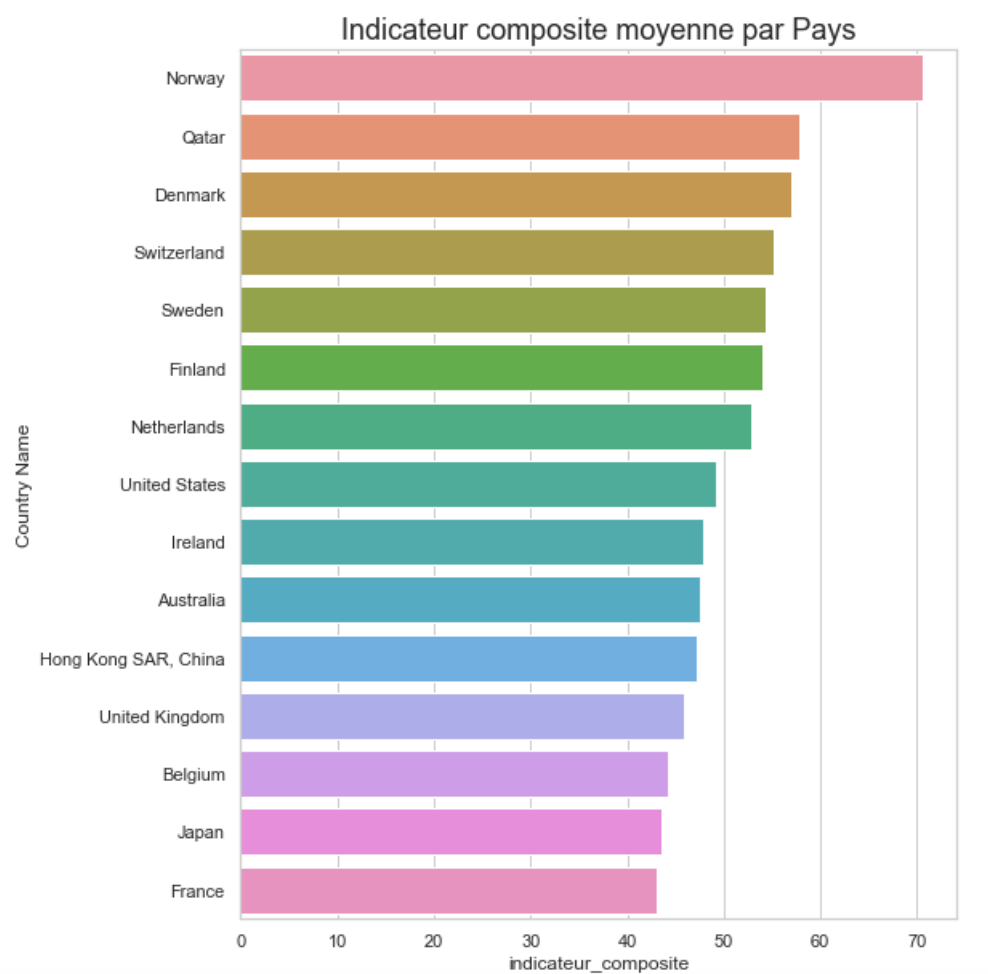 Indicateur composite moyenne par Pays
Country Name
Norway
Qatar
Denmark
Switzerland
Sweden
Finland
Netherlands
United States
Ireland
Australia
Hong Kong SAR, China
United Kingdom
Belgium
Japan
France
0 10 20 30 40 50 60 70
indicateur_composite